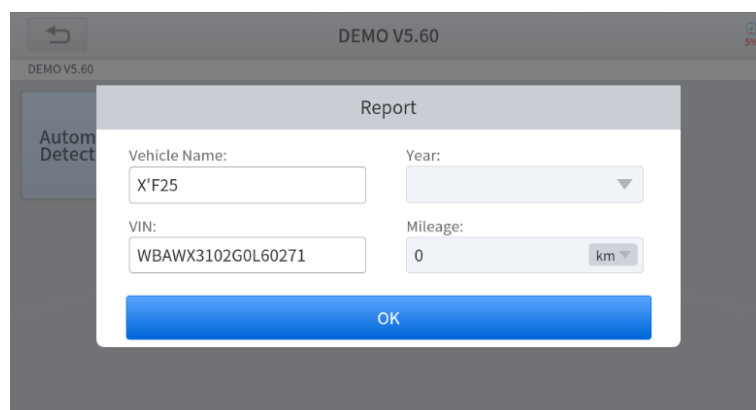 DEMO V5.60
DEMO V5.60
Report
Autom
Detect
Vehicle Name:
Year:
X'F25
VIN:
Mileage:
WBAWX3102G0L60271
0
km
OK